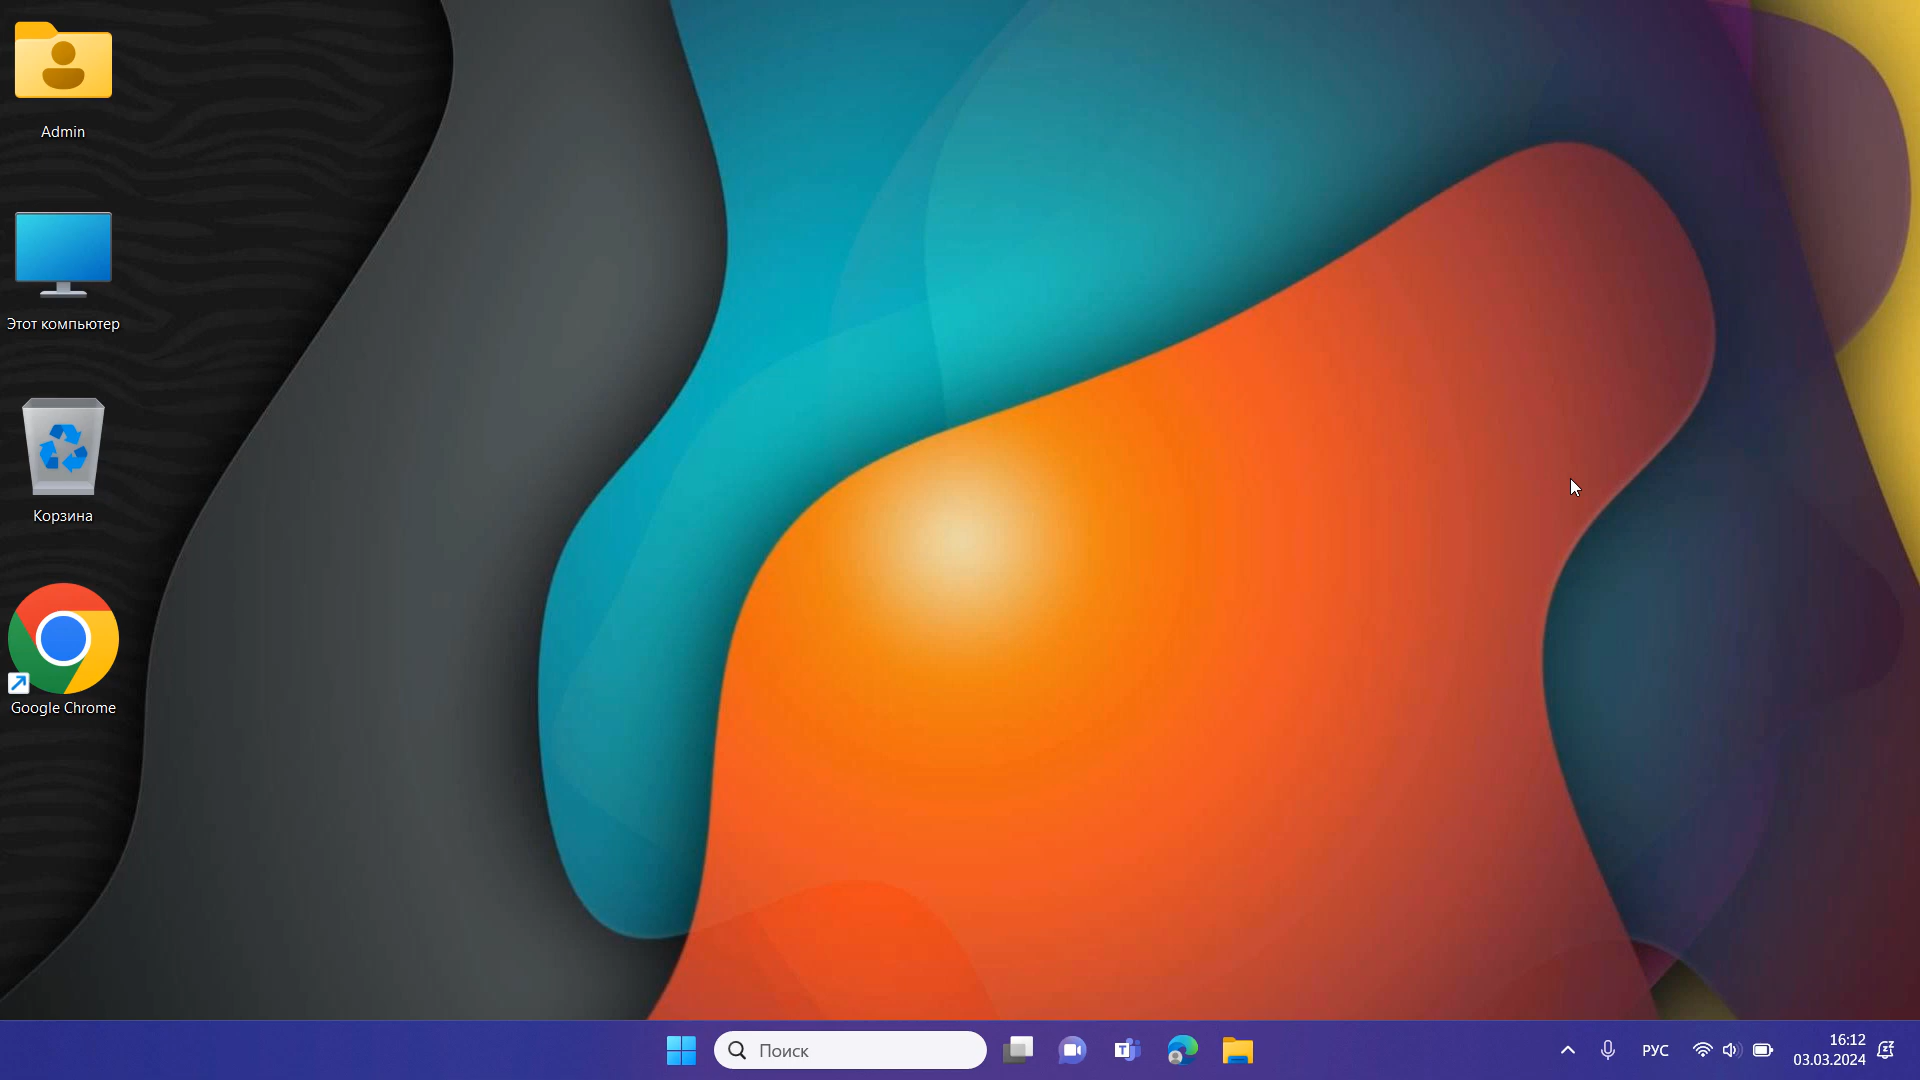 Admin
Этот компьютер
Корзина
Google Chrome
Поиск
РУС
16:12
03.03.2024